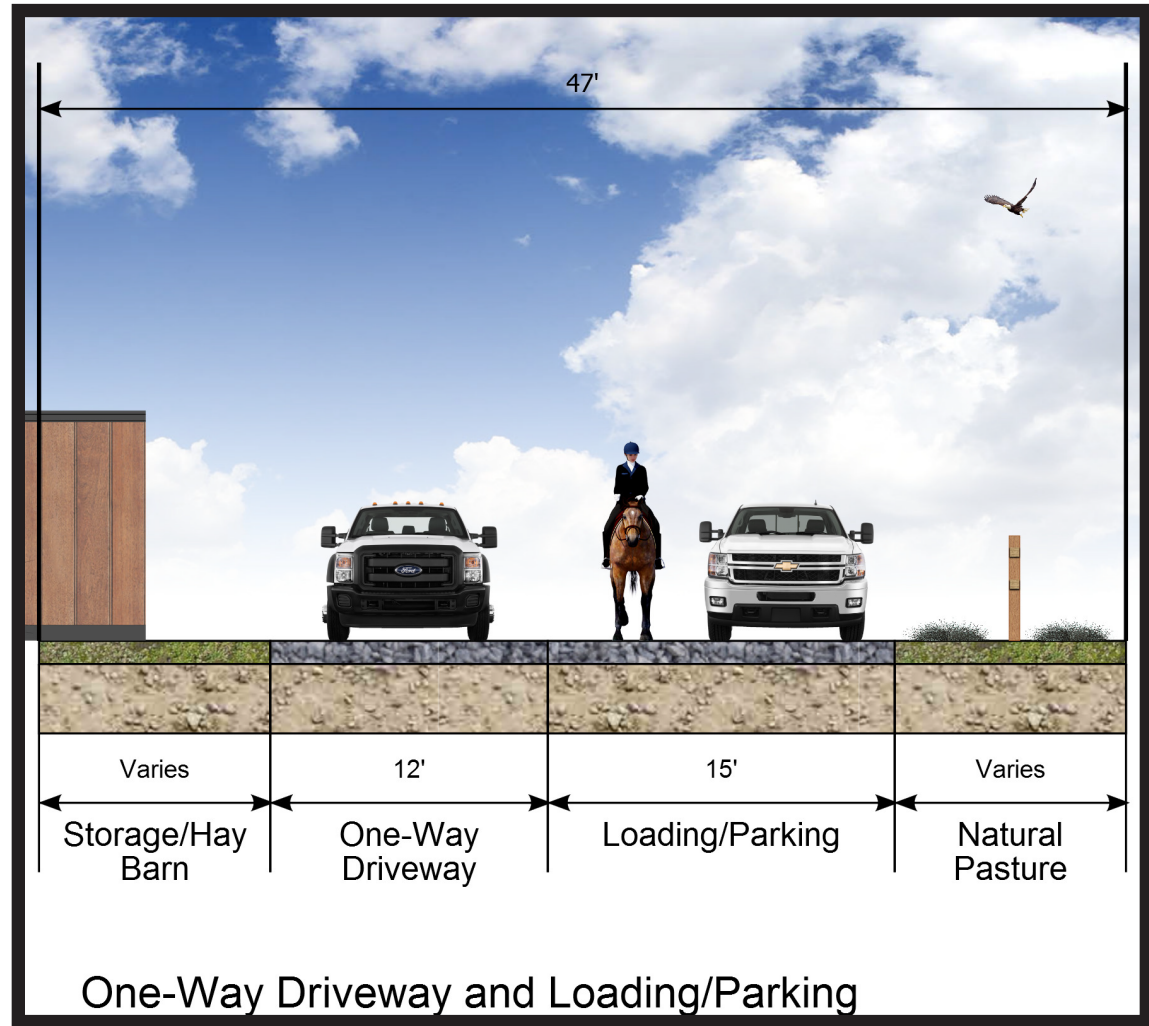 47'
Ford
Varies
12'
15'
Varies
Storage/Hay
Barn
One-Way
Driveway
Loading/Parking
Natural
Pasture
One-Way Driveway and Loading/Parking